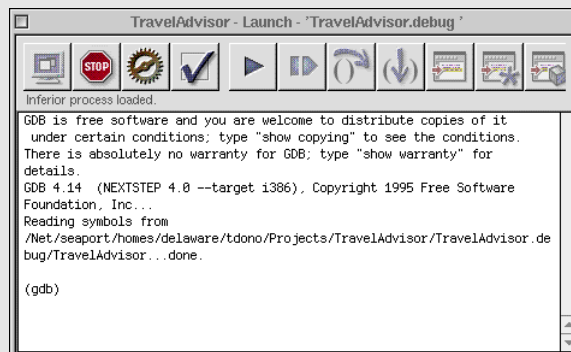 TravelAdvisor - Launch - 'TravelAdvisor.debug '
STOP
Inferior process loaded.
GDB is free software and you are welcome to distribute copies of it
under certain conditions; type "show copying" to see the conditions.
There is absolutely no warranty for GDB; type "show warranty" for
details.
GDB 4.14 (NEXTSTEP 4.0 --target i386), Copyright 1995 Free Software
Foundation, Inc...
Reading symbols from
/Net/seaport/homes/delaware/tdono/Projects/TravelAdvisor/TravelAdvisor.de
bug/TravelAdvisor...done.
(gdb)